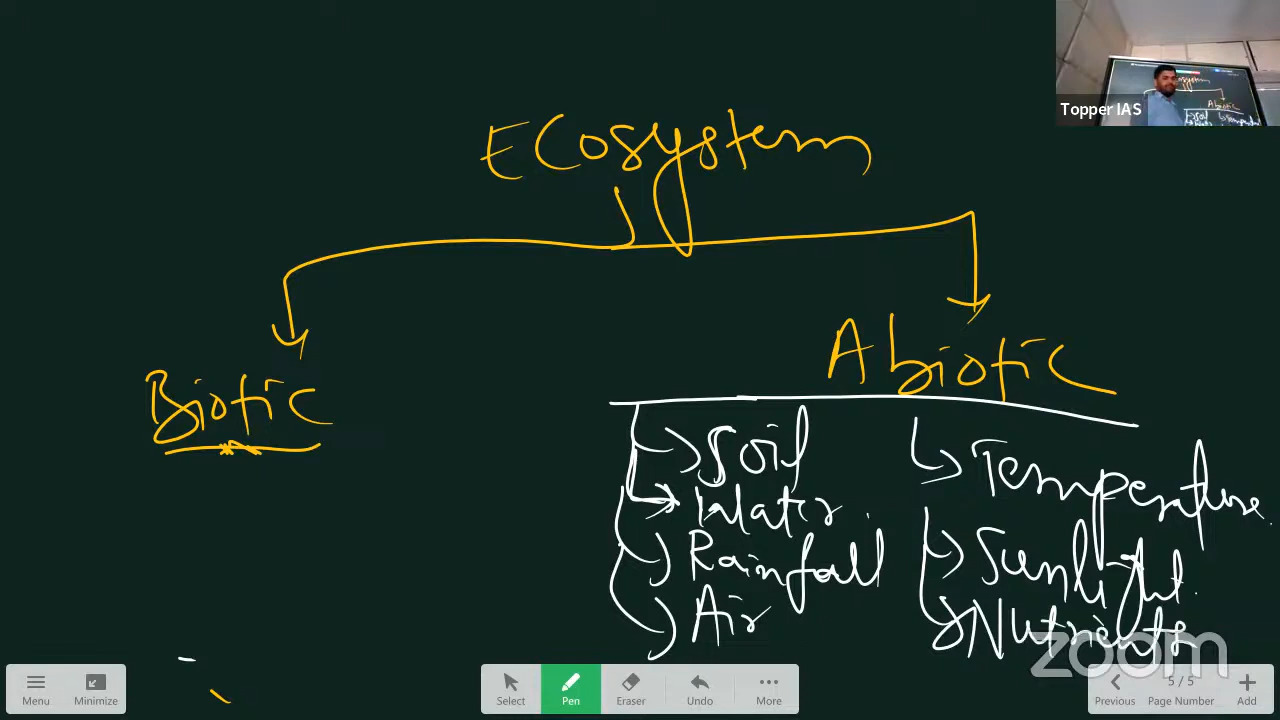 Topper IAS
Ecosystem
Biotic
Abiotic
Soil
Water
Rainfall
Air
Temperature
Sunlight
Nutrients
zoom
Menu
Minimize
Select
Pen
Eraser
Undo
More
Previous
5 / 5
Page Number
Add